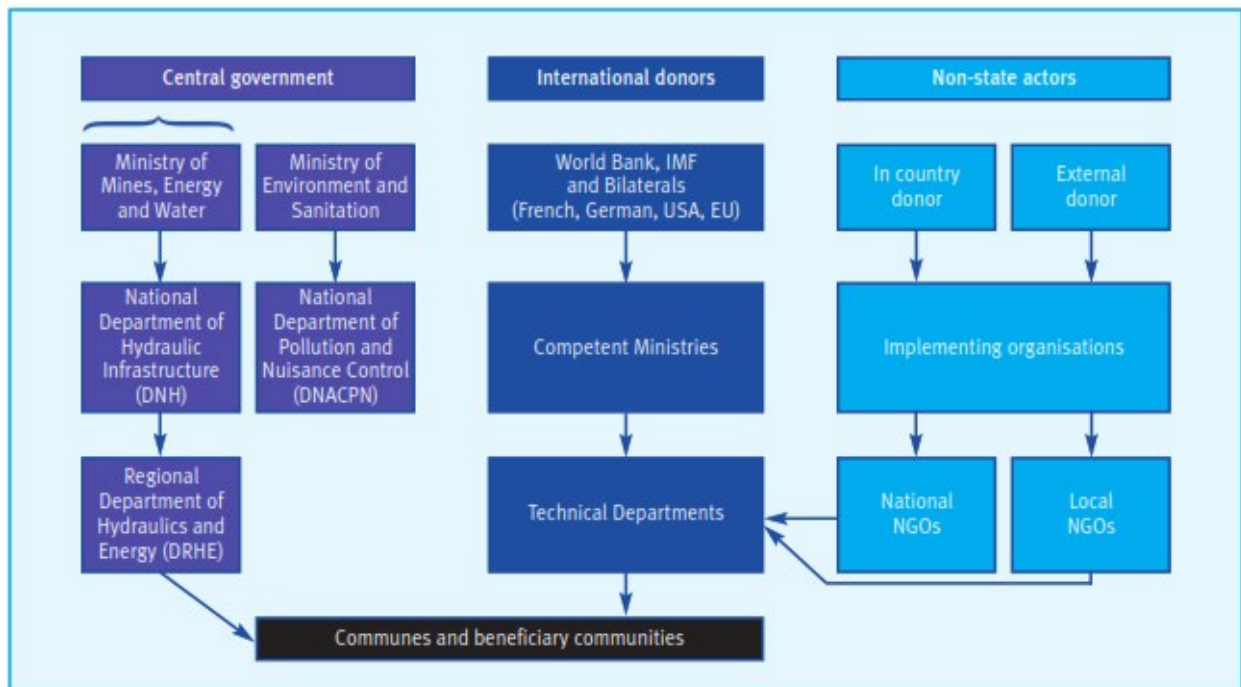 Central government
International donors
Non-state actors
Ministry of
Mines, Energy
and Water
Ministry of
Environment and
Sanitation
World Bank, IMF
and Bilaterals
(French, German, USA, EU)
In country
donor
External
donor
National
Department of
Hydraulic
Infrastructure
(DNH)
National
Department of
Pollution and
Nuisance Control
(DNACPN)
Competent Ministries
Implementing organisations
Regional
Department of
Hydraulics and
Energy (DRHE)
Technical Departments
National
NGOs
Local
NGOs
Communes and beneficiary communities